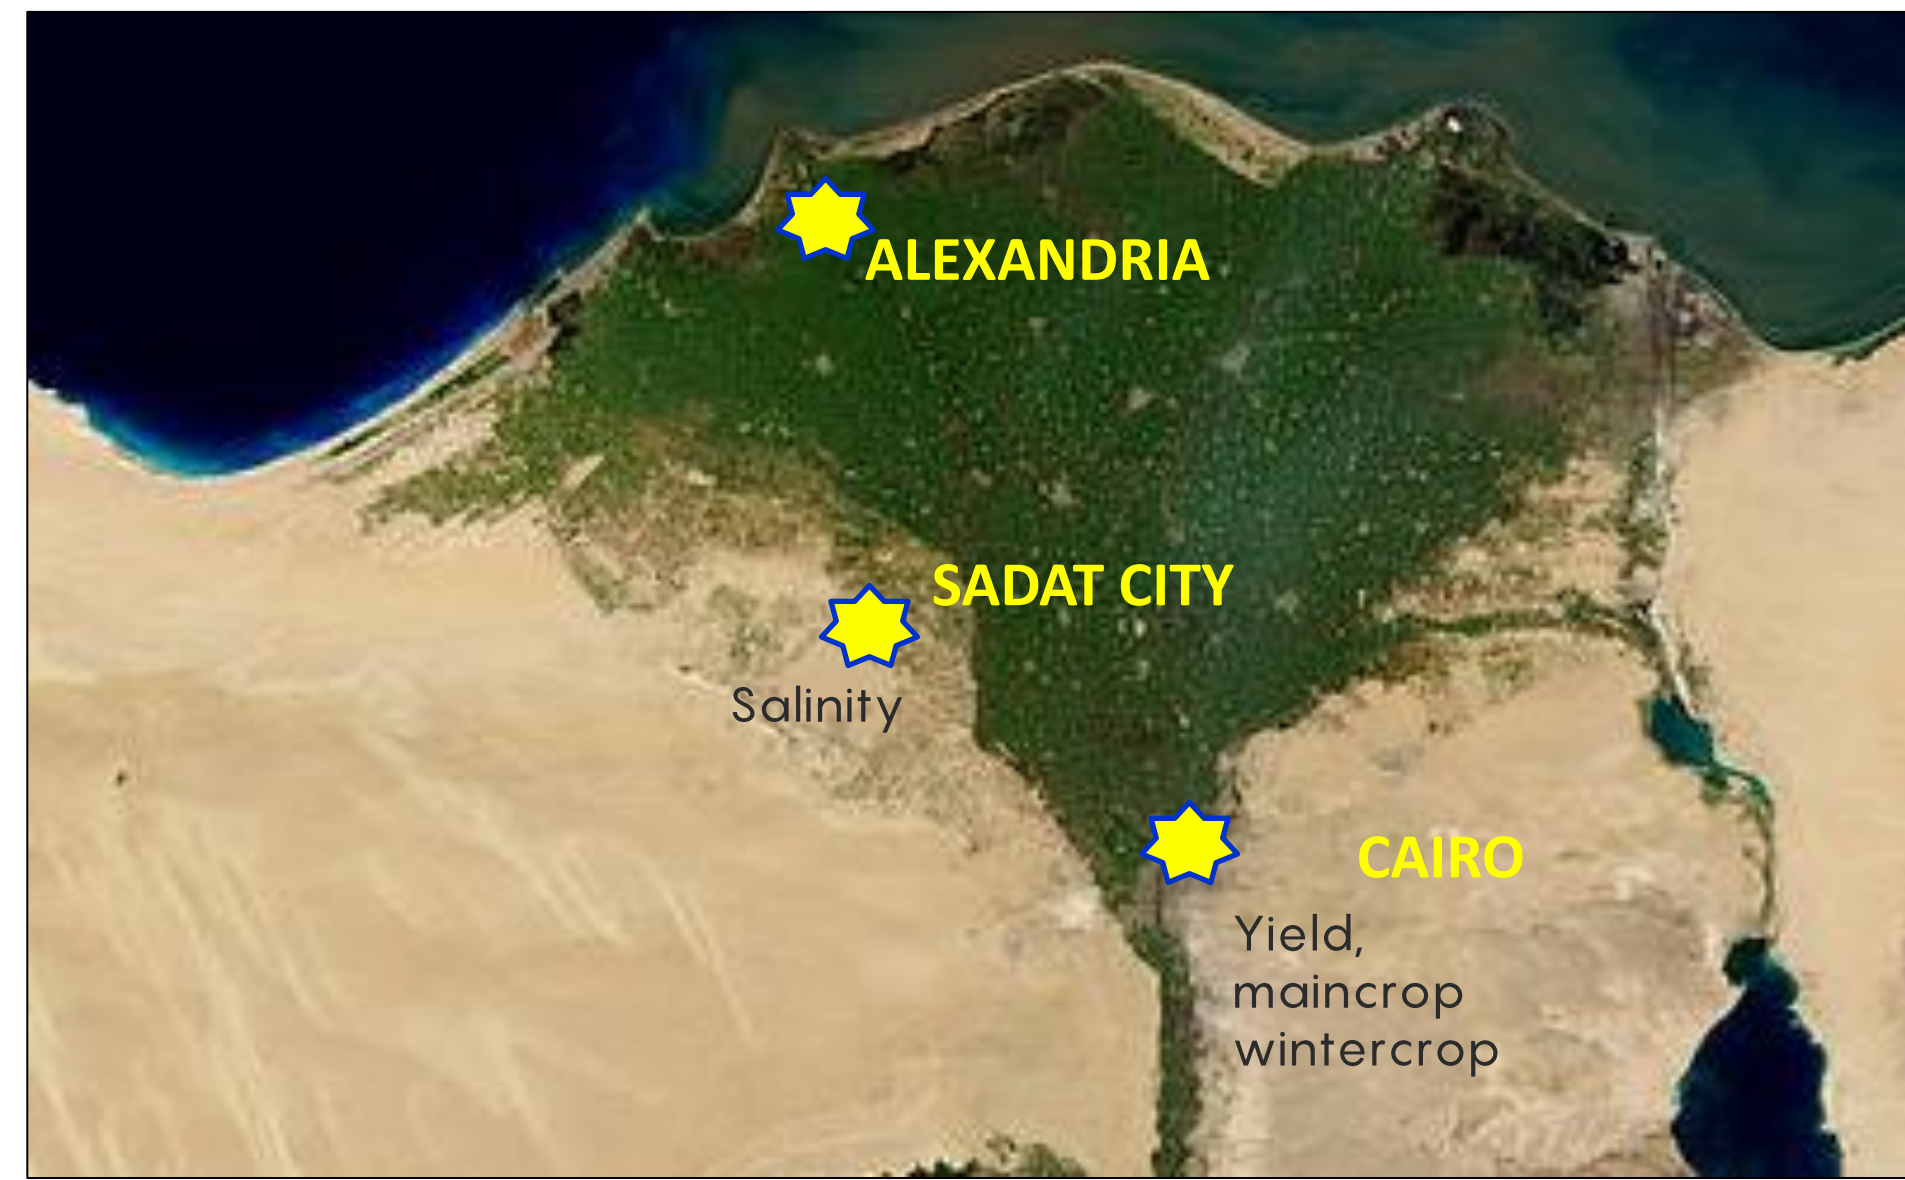 ALEXANDRIA
SADAT CITY
Salinity
CAIRO
Yield,
maincrop
wintercrop